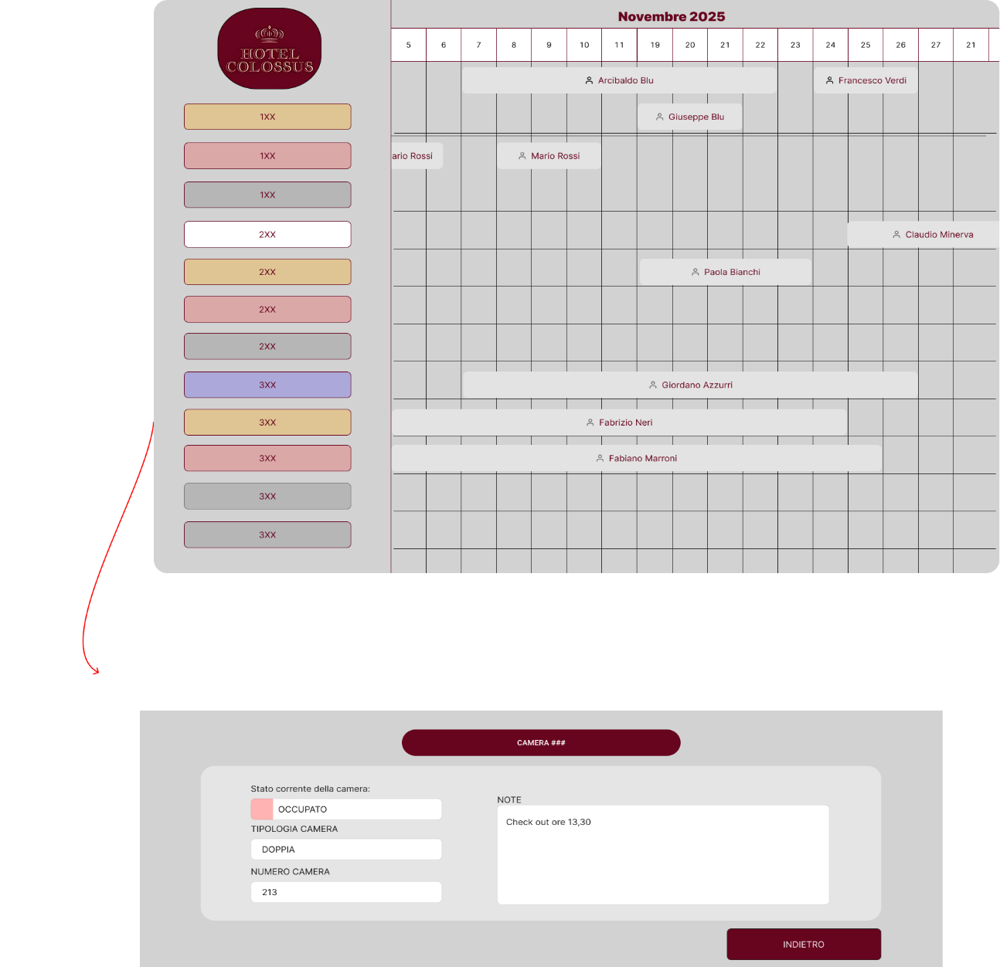 HOTEL
COLOSSUS
Novembre 2025
5 6 7 8 9 10 11 19 20 21 22 23 24 25 26 27 21
Arcibaldo Blu Francesco Verdi
1XX Giuseppe Blu
1XX ario Rossi Mario Rossi
1XX
2XX Claudio Minerva
2XX Paola Bianchi
2XX
2XX
3XX Giordano Azzurri
3XX Fabrizio Neri
3XX Fabiano Marroni
3XX
3XX
CAMERA ###
Stato corrente della camera:
OCCUPATO
TIPOLOGIA CAMERA
DOPPIA
NUMERO CAMERA
213
NOTE
Check out ore 13,30
INDIETRO